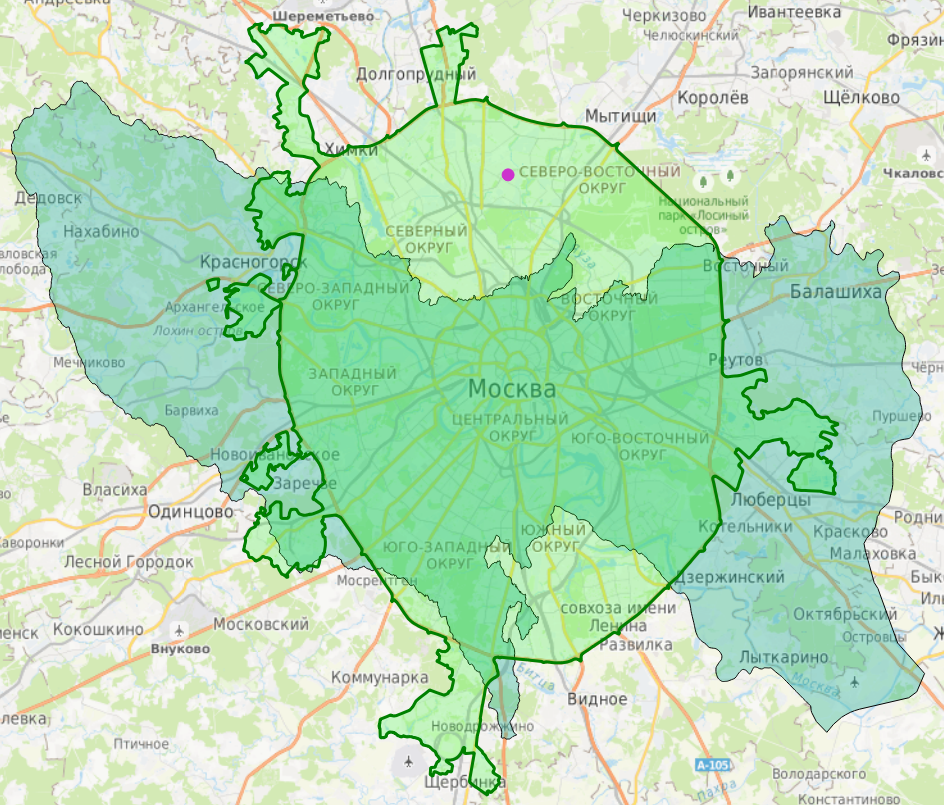 Шереметьево
Черкизово
Ивантеевка
Челюскинский
Фрязин
Долгопрудный
Загорянский
Королёв
Щёлково
Мытищи
Химки
Чкаловс
СЕВЕРО-ВОСТОЧНЫЙ
ОКРУГ
Дедовск
Национальный
парк «Лосиный
остров»
Нахабино
СЕВЕРНЫЙ
ОКРУГ
Красногорск
Восточный
СЕВЕРО-ЗАПАДНЫЙ
ОКРУГ
Балашиха
ВОСТОЧНЫЙ
ОКРУГ
Архангельское
Лохин остров
Мечниково
Реутов
ЗАПАДНЫЙ
ОКРУГ
Москва
Барвиха
Пуршево
ЦЕНТРАЛЬНЫЙ
ОКРУГ
ЮГО-ВОСТОЧНЫЙ
ОКРУГ
Новоивановское
Заречье
Власиха
Люберцы
Одинцово
Котельники
Красково
ЮЖНЫЙ
ОКРУГ
Малаховка
ЮГО-ЗАПАДНЫЙ
ОКРУГ
Лесной Городок
Мосрентген
Дзержинский
совхоза имени
Ленина
Октябрьский
Московский
Кокошкино
Островцы
Развилка
Внуково
Лыткарино
Коммунарка
Битца
Москва
Видное
Новодрожжино
Птичное
А-105
Щербинка
Володарского
Пахра
Константиново